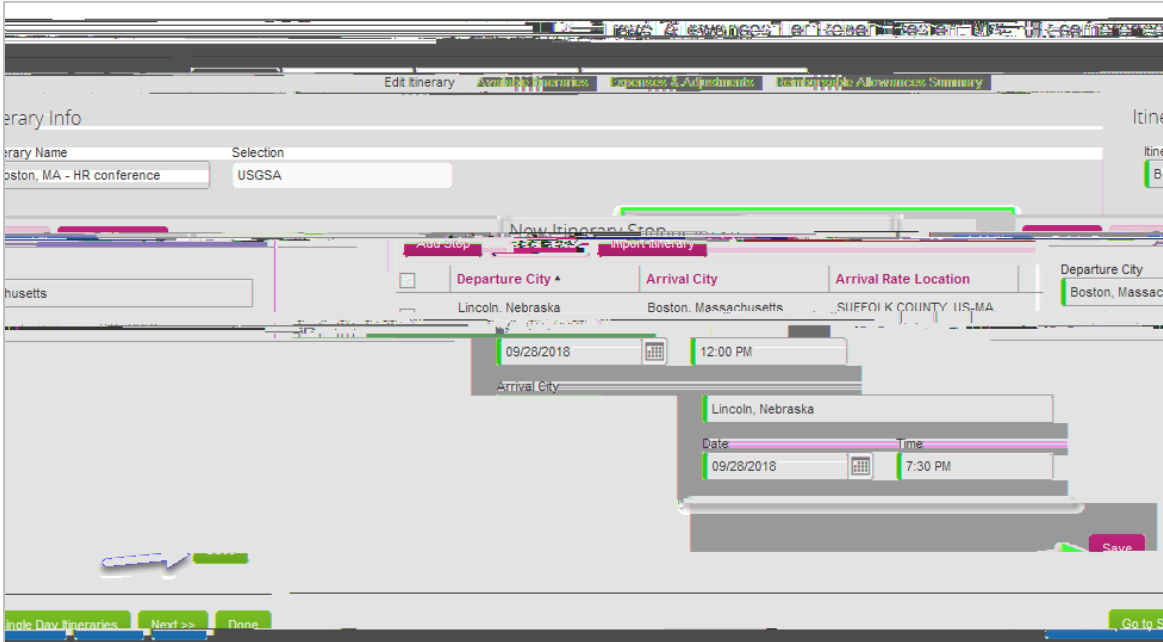 Edit Itinerary Available Itineraries Expenses & Adjustments Reimbursable Allowances Summary
erary Info
Itine
erary Name Selection
Itine
oston, MA - HR conference USGSA
B
New Itinerary Stop
Add Stop Import Itinerary
Departure City Arrival City Arrival Rate Location
Departure City
husetts
Boston, Massac
Lincoln, Nebraska Boston, Massachusetts SUFFOLK COUNTY, US-MA
09/28/2018 12:00 PM
Arrival City
Lincoln, Nebraska
Date Time
09/28/2018 7:30 PM
Save
ingle Day Itineraries Next >> Done
Go to S